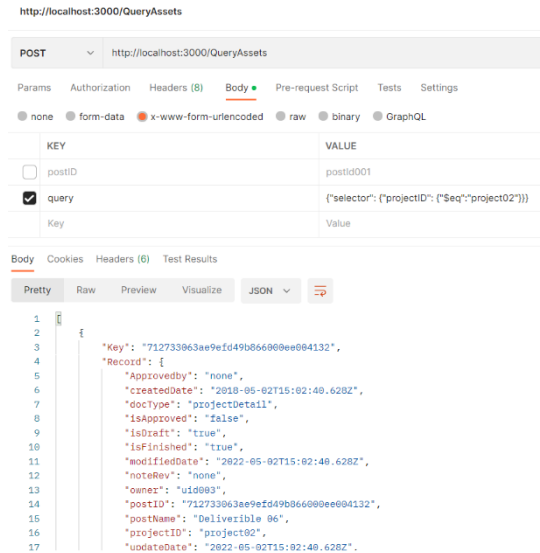 http://localhost:3000/QueryAssets
POST http://localhost:3000/QueryAssets
Params Authorization Headers (8) Body Pre-request Script Tests Settings
none form-data x-www-form-urlencoded raw binary GraphQL
KEY VALUE
postID postid001
query {"selector": {"projectID": {"$eq":"project02"}}}
Key Value
Body Cookies Headers (6) Test Results
Pretty Raw Preview Visualize JSON
1 [
2 {
3 "Key": "712733063ae9efd49b866000ee004132",
4 "Record": {
5 "Approvedby": "none",
6 "createdDate": "2018-05-02T15:02:40.628Z",
7 "docType": "projectDetail",
8 "isApproved": "false",
9 "isDraft": "true",
10 "isFinished": "true",
11 "modifiedDate": "2022-05-02T15:02:40.628Z",
12 "noteRev": "none",
13 "owner": "uid003",
14 "postID": "712733063ae9efd49b866000ee004132",
15 "postName": "Deliverible 06",
16 "projectID": "project02",
17 "updateDate": "2022-05-02T15:02:40.628Z",